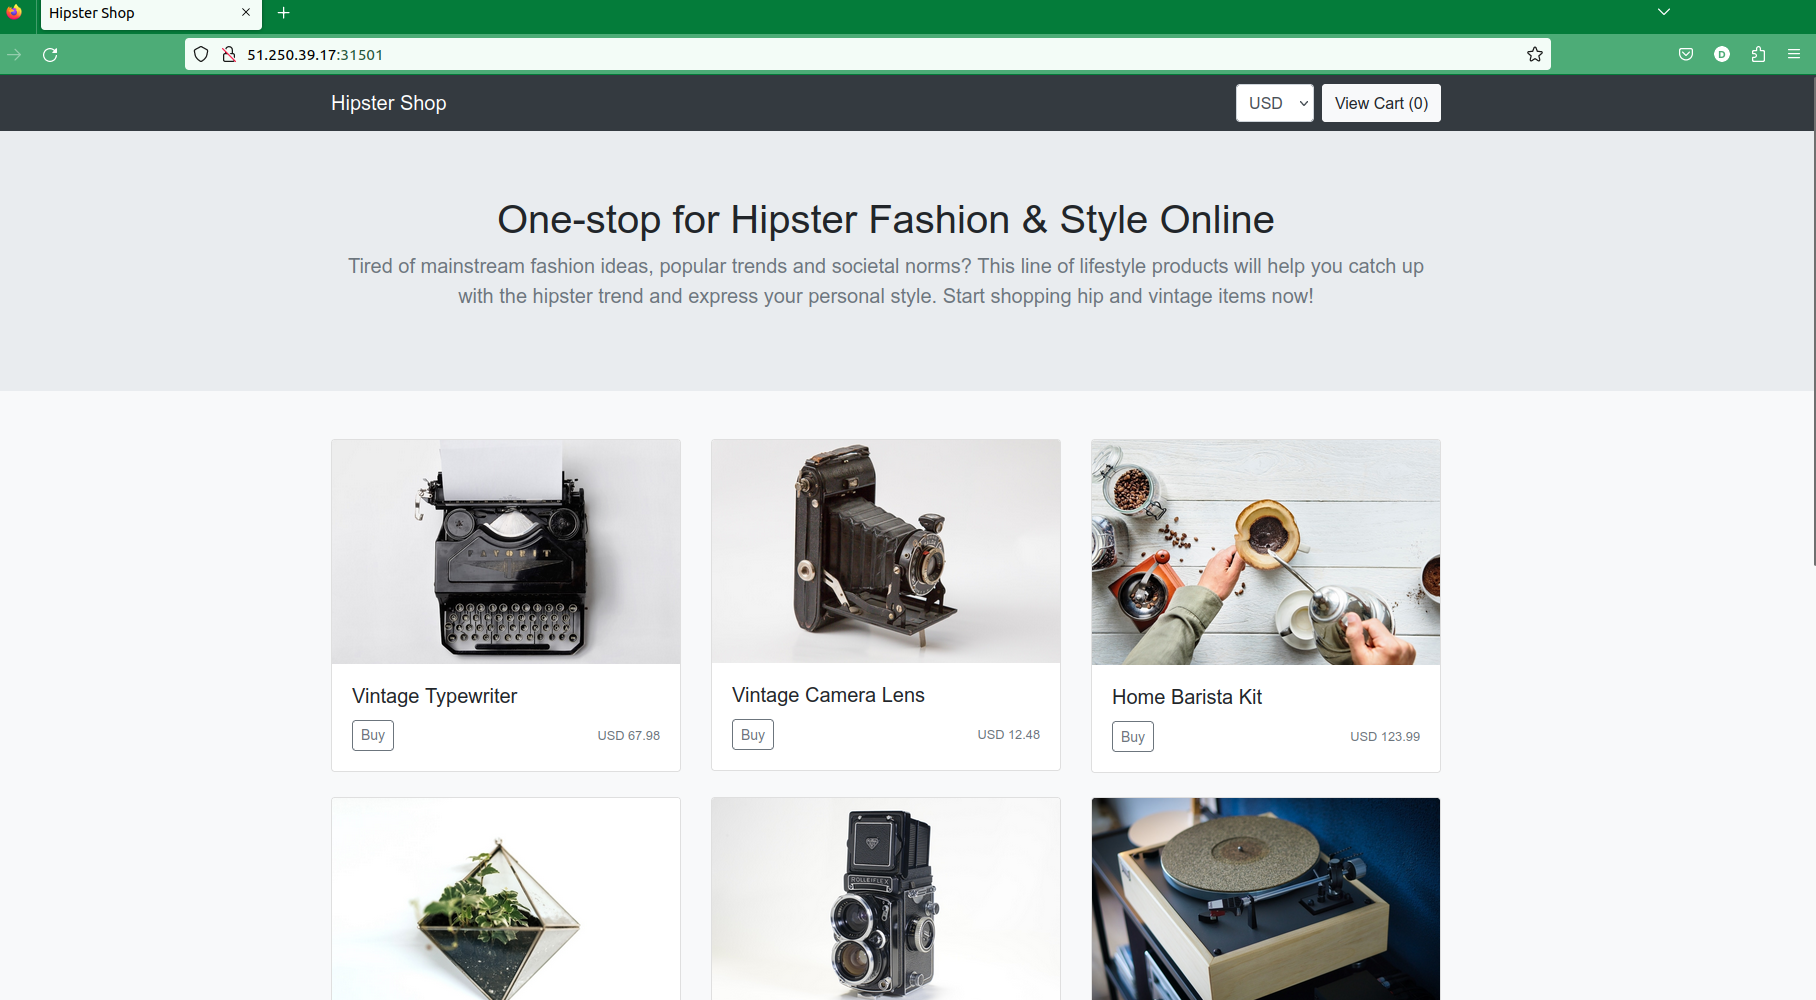 Hipster Shop
51.250.39.17:31501
D
Hipster Shop
USD
View Cart (0)
One-stop for Hipster Fashion & Style Online
Tired of mainstream fashion ideas, popular trends and societal norms? This line of lifestyle products will help you catch up
with the hipster trend and express your personal style. Start shopping hip and vintage items now!
FAVORIT
Vintage Typewriter
Buy
USD 67.98
Vintage Camera Lens
Buy
USD 12.48
Home Barista Kit
Buy
USD 123.99
ROLLEIFLEX